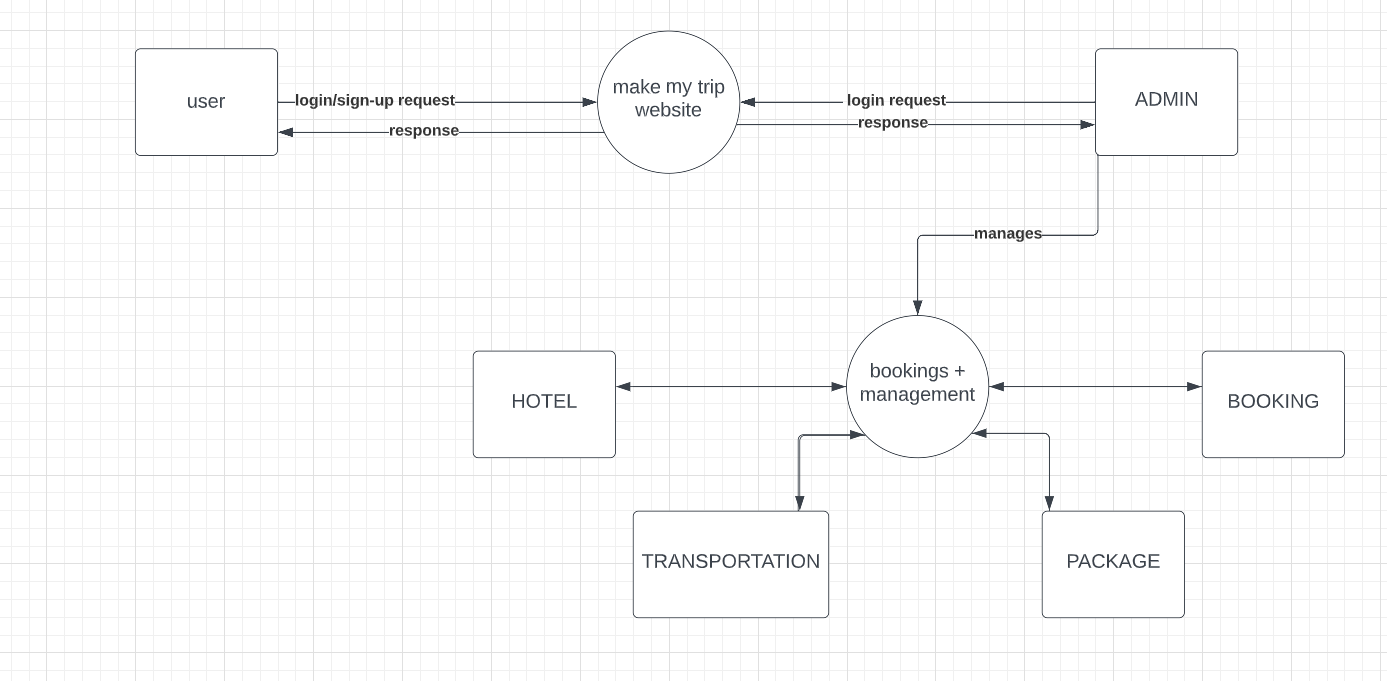 user
login/sign-up request
response
make my trip
website
login request
response
ADMIN
manages
HOTEL
bookings +
management
BOOKING
TRANSPORTATION
PACKAGE